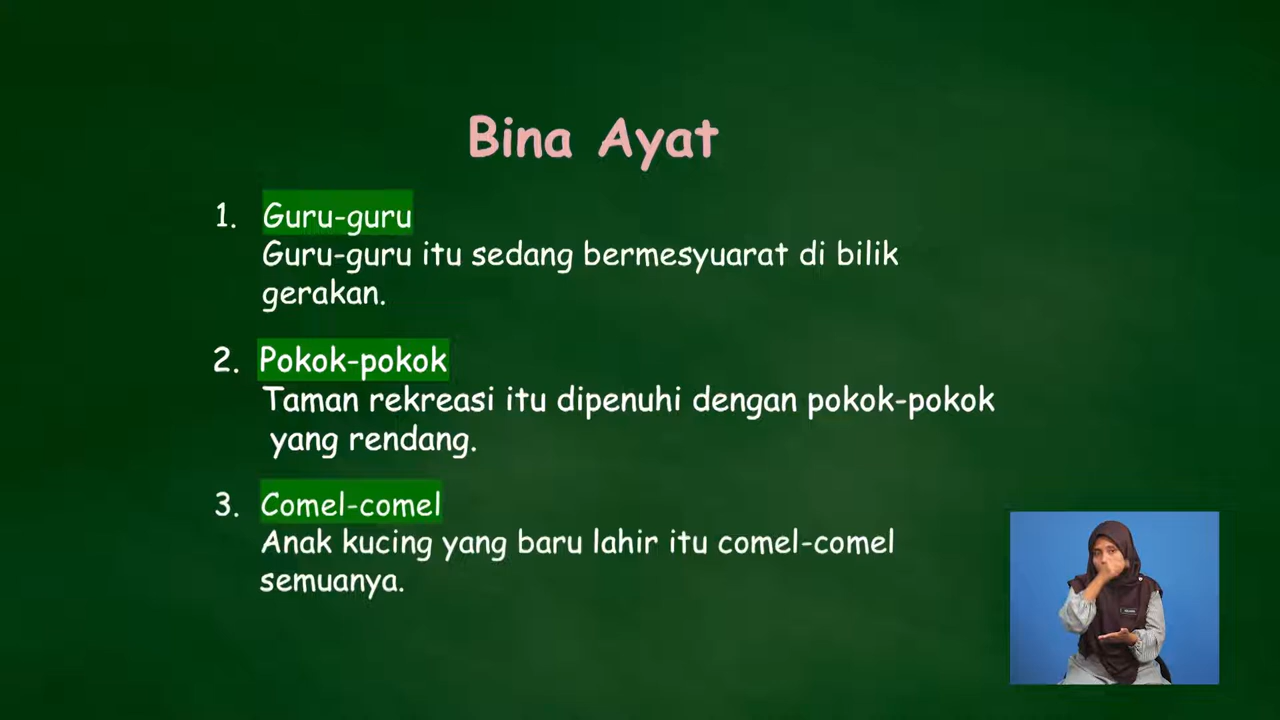 Bina Ayat
1. Guru-guru
Guru-guru itu sedang bermesyuarat di bilik
gerakan.
2. Pokok-pokok
Taman rekreasi itu dipenuhi dengan pokok-pokok
yang rendang.
3. Comel-comel
Anak kucing yang baru lahir itu comel-comel
semuanya.